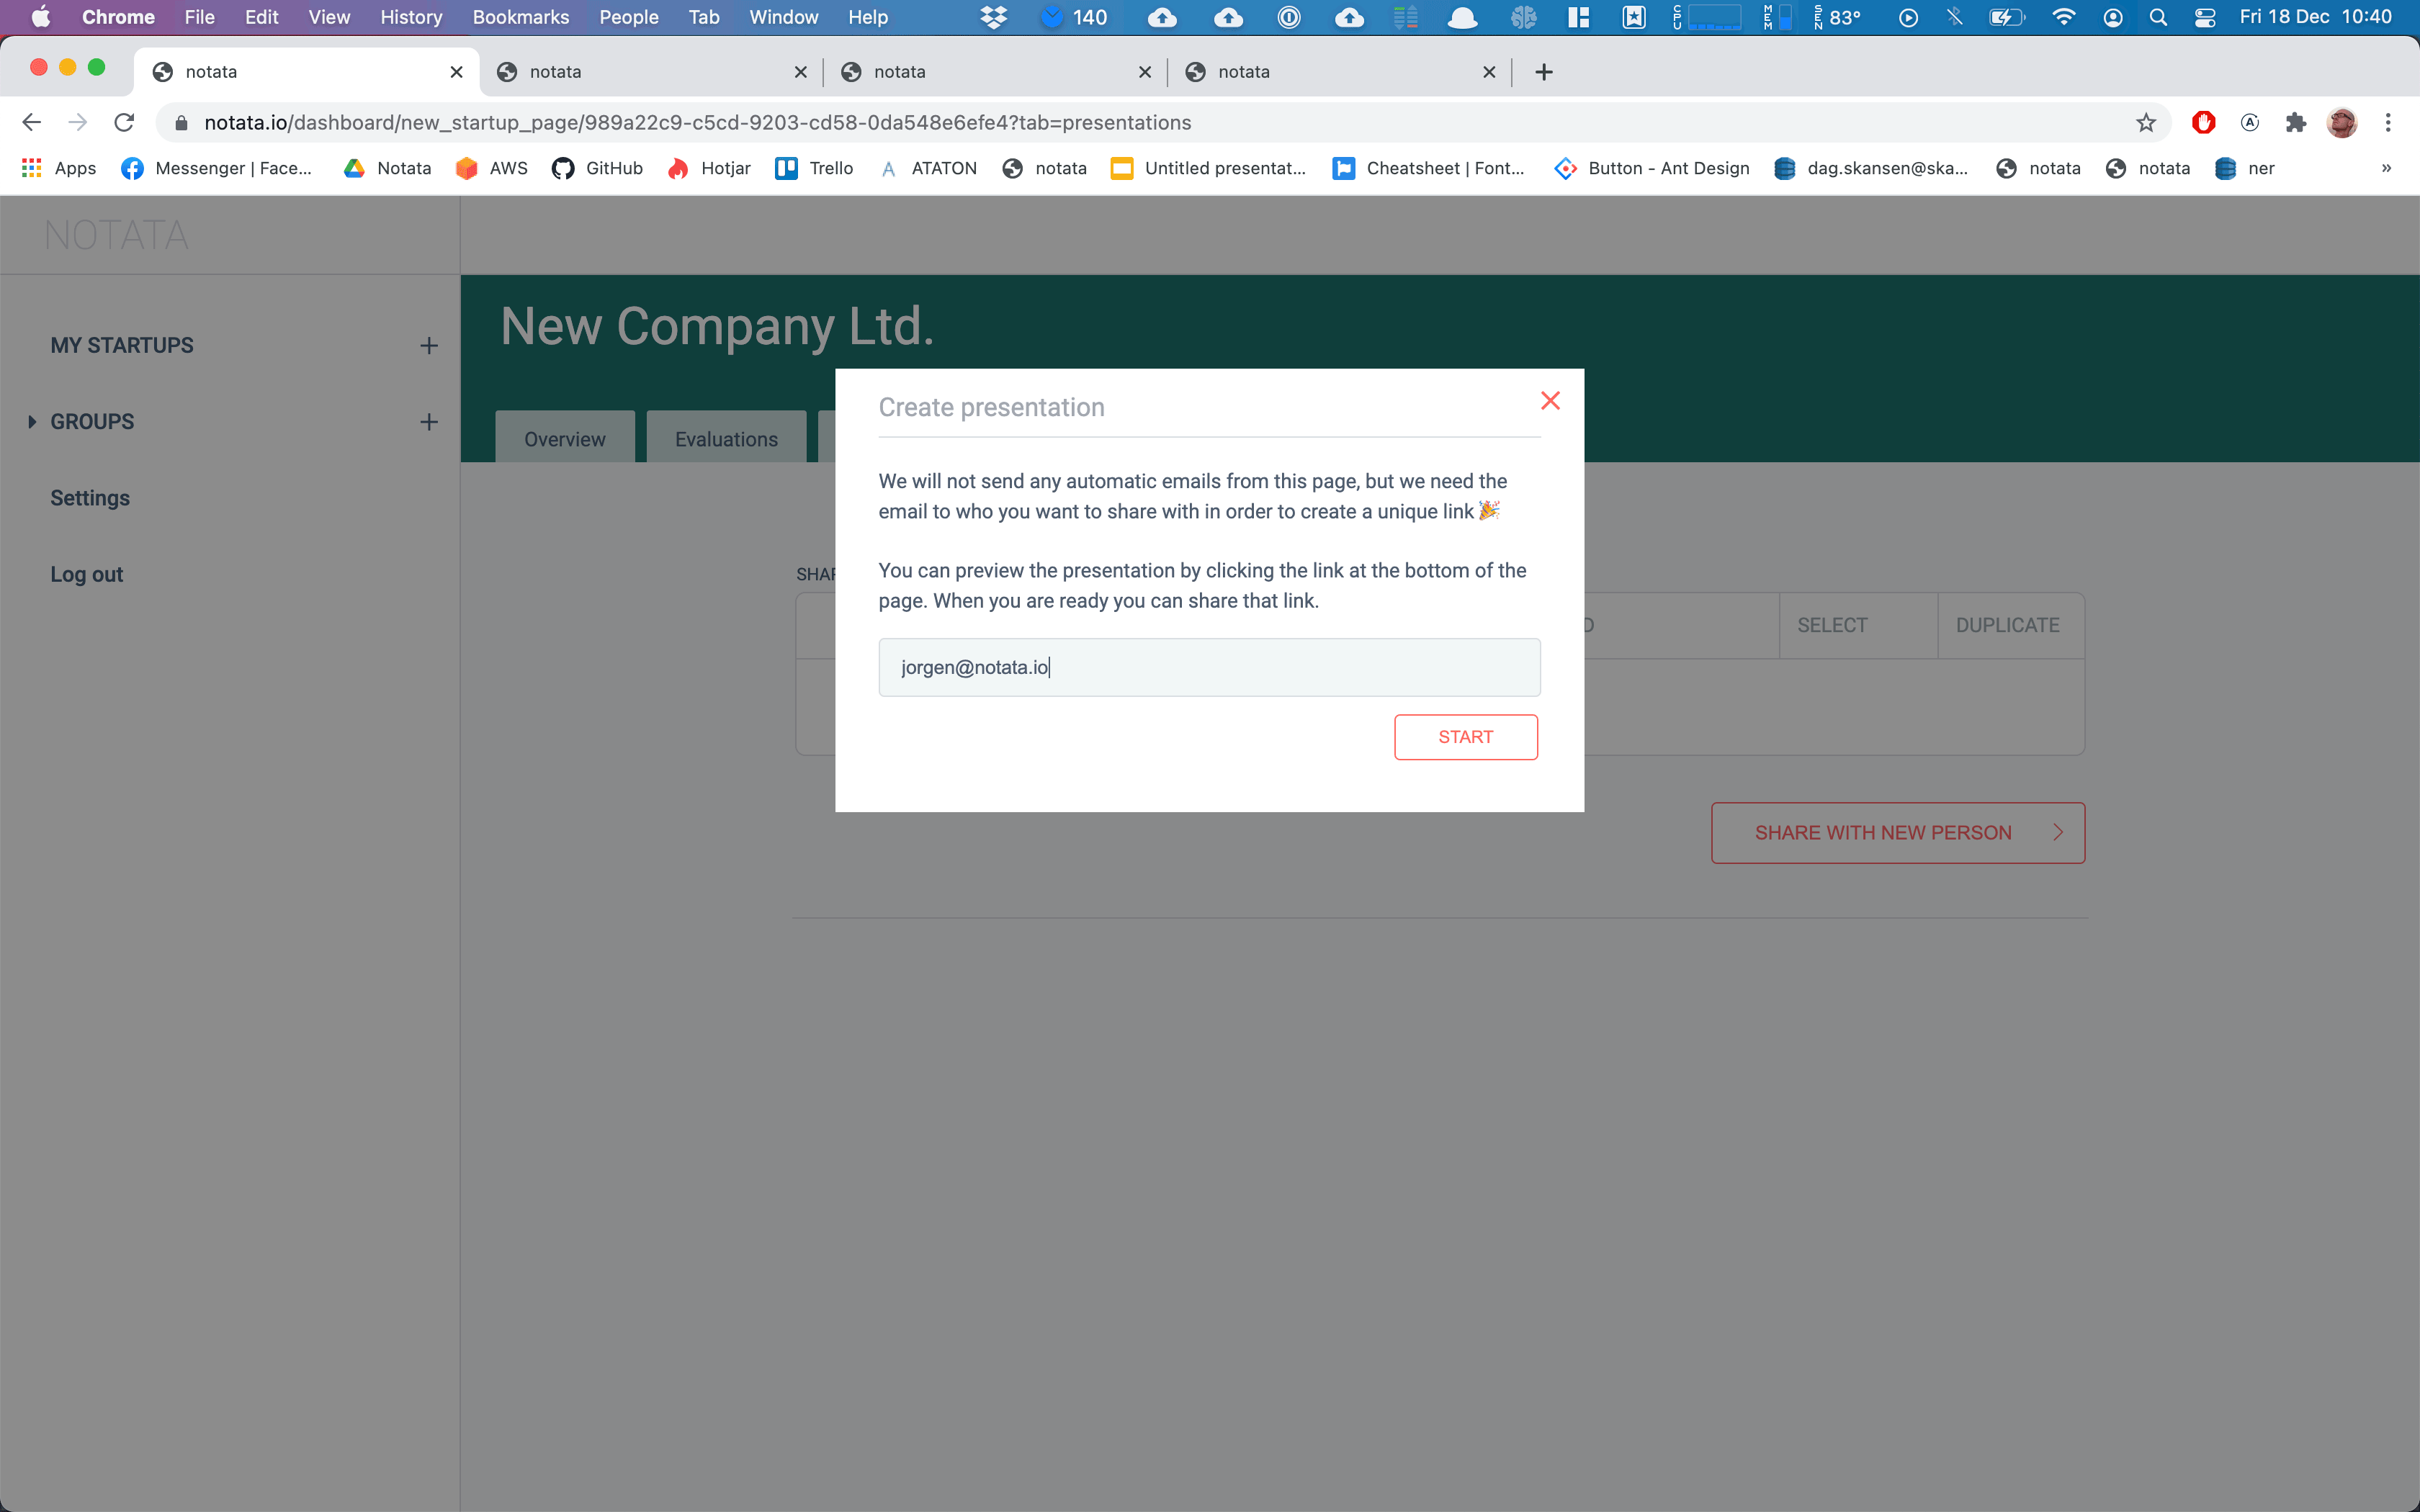 Chrome File Edit View History Bookmarks People Tab Window Help 140 CPU MEM SEN 83° Fri 18 Dec 10:40
notata notata notata notata
notata.io/dashboard/new_startup_page/989a22c9-c5cd-9203-cd58-0da548e6efe4?tab=presentations
Apps Messenger | Face... Notata AWS GitHub Hotjar Trello ATATON notata Untitled presentat... Cheatsheet | Font... Button - Ant Design dag.skansen@ska... notata notata ner »
NOTATA
New Company Ltd.
MY STARTUPS
GROUPS
Settings
Log out
Overview Evaluations
Create presentation
We will not send any automatic emails from this page, but we need the
email to who you want to share with in order to create a unique link 🎉
You can preview the presentation by clicking the link at the bottom of the
page. When you are ready you can share that link.
jorgen@notata.io
START
SELECT DUPLICATE
SHARE WITH NEW PERSON